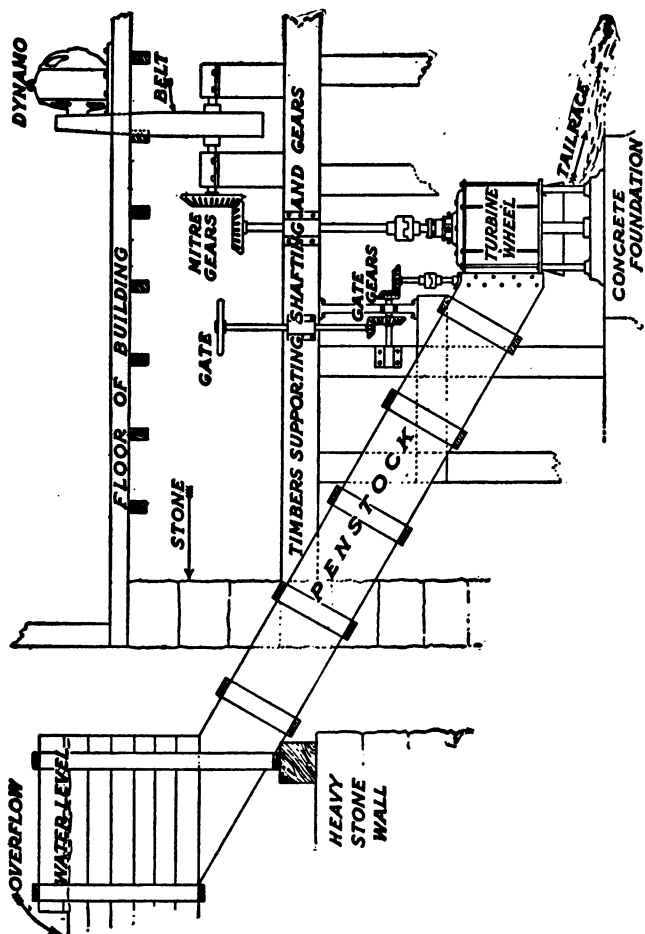 OVERFLOW
WATER LEVEL
HEAVY
STONE
WALL
STONE
FLOOR OF BUILDING
PENSTOCK
TIMBERS SUPPORTING SHAFTING AND GEARS
GATE
GATE
GEARS
MITRE
GEARS
BELT
DYNAMO
TURBINE
WHEEL
TAILRACE
CONCRETE
FOUNDATION